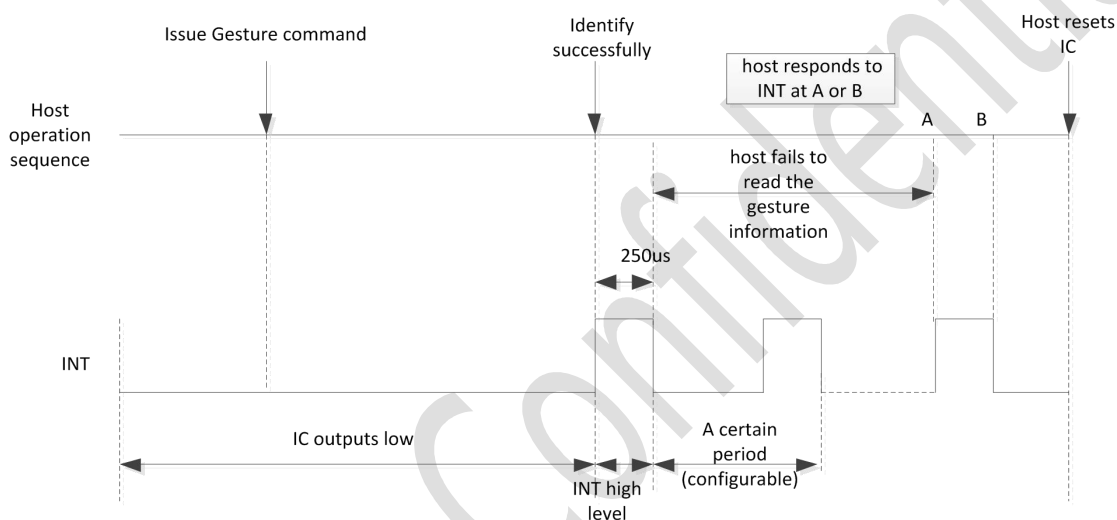 Issue Gesture command
Identify
successfully
Host resets
IC
host responds to
INT at A or B
Host
operation
sequence
A
B
host fails to
read the
gesture
information
250us
INT
IC outputs low
INT high
level
A certain
period
(configurable)
Confidential